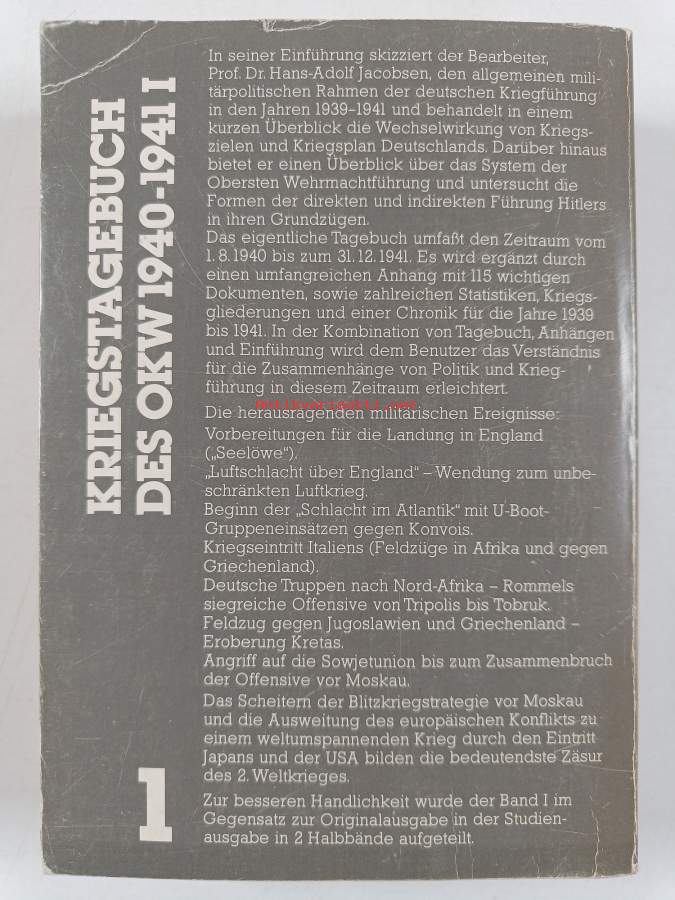 KRIEGSTAGEBUCH
DES OKW 1940-1941 I
1
In seiner Einführung skizziert der Bearbeiter,
Prof. Dr. Hans-Adolf Jacobsen, den allgemeinen mili-
tärpolitischen Rahmen der deutschen Kriegführung
in den Jahren 1939–1941 und behandelt in einem
kurzen Überblick die Wechselwirkung von Kriegs-
zielen und Kriegsplan Deutschlands. Darüber hinaus
bietet er einen Überblick über das System der
Obersten Wehrmachtführung und untersucht die
Formen der direkten und indirekten Führung Hitlers
in ihren Grundzügen.
Das eigentliche Tagebuch umfaßt den Zeitraum vom
1. 8. 1940 bis zum 31. 12. 1941. Es wird ergänzt durch
einen umfangreichen Anhang mit 115 wichtigen
Dokumenten, sowie zahlreichen Statistiken, Kriegs-
gliederungen und einer Chronik für die Jahre 1939
bis 1941. In der Kombination von Tagebuch, Anhängen
und Einführung wird dem Benutzer das Verständnis
für die Zusammenhänge von Politik und Krieg-
führung in diesem Zeitraum erleichtert.
Die herausragenden militärischen Ereignisse:
Vorbereitungen für die Landung in England
(„Seelöwe“).
„Luftschlacht über England“ – Wendung zum unbe-
schränkten Luftkrieg.
Beginn der „Schlacht im Atlantik“ mit U-Boot-
Gruppeneinsätzen gegen Konvois.
Kriegseintritt Italiens (Feldzüge in Afrika und gegen
Griechenland).
Deutsche Truppen nach Nord-Afrika – Rommels
siegreiche Offensive von Tripolis bis Tobruk.
Feldzug gegen Jugoslawien und Griechenland –
Eroberung Kretas.
Angriff auf die Sowjetunion bis zum Zusammenbruch
der Offensive vor Moskau.
Das Scheitern der Blitzkriegstrategie vor Moskau
und die Ausweitung des europäischen Konflikts zu
einem weltumspannenden Krieg durch den Eintritt
Japans und der USA bilden die bedeutendste Zäsur
des 2. Weltkrieges.
Zur besseren Handlichkeit wurde der Band I im
Gegensatz zur Originalausgabe in der Studien-
ausgabe in 2 Halbbände aufgeteilt.